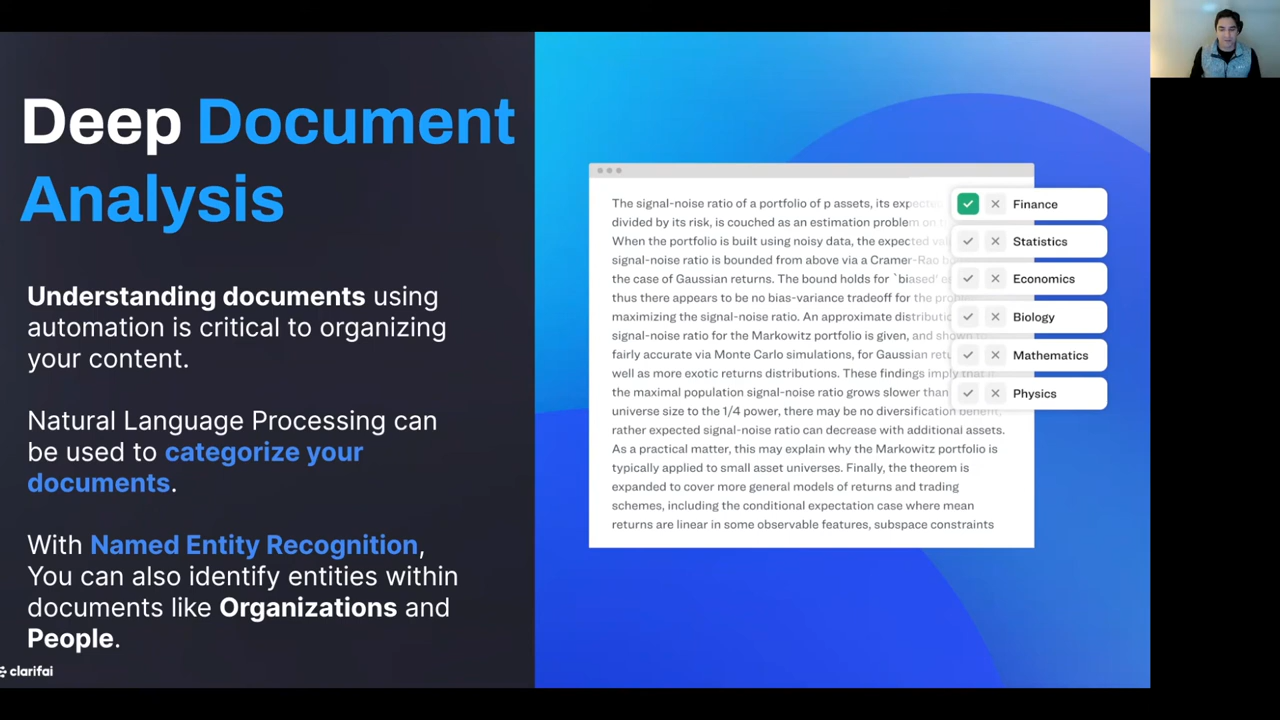 Deep Document
Analysis
Understanding documents using
automation is critical to organizing
your content.
Natural Language Processing can
be used to categorize your
documents.
With Named Entity Recognition,
You can also identify entities within
documents like Organizations and
People.
clarifai
The signal-noise ratio of a portfolio of p assets, its expec
divided by its risk, is couched as an estimation problem on
When the portfolio is built using noisy data, the expected
signal-noise ratio is bounded from above via a Cramer-Rao
the case of Gaussian returns. The bound holds for `biased'
thus there appears to be no bias-variance tradeoff for the
maximizing the signal-noise ratio. An approximate distributi
signal-noise ratio for the Markowitz portfolio is given, and shown
fairly accurate via Monte Carlo simulations, for Gaussian retu
well as more exotic returns distributions. These findings imply that
the maximal population signal-noise ratio grows slower than
universe size to the 1/4 power, there may be no diversification benefit,
rather expected signal-noise ratio can decrease with additional assets.
As a practical matter, this may explain why the Markowitz portfolio is
typically applied to small asset universes. Finally, the theorem is
expanded to cover more general models of returns and trading
schemes, including the conditional expectation case where mean
returns are linear in some observable features, subspace constraints
Finance
Statistics
Economics
Biology
Mathematics
Physics